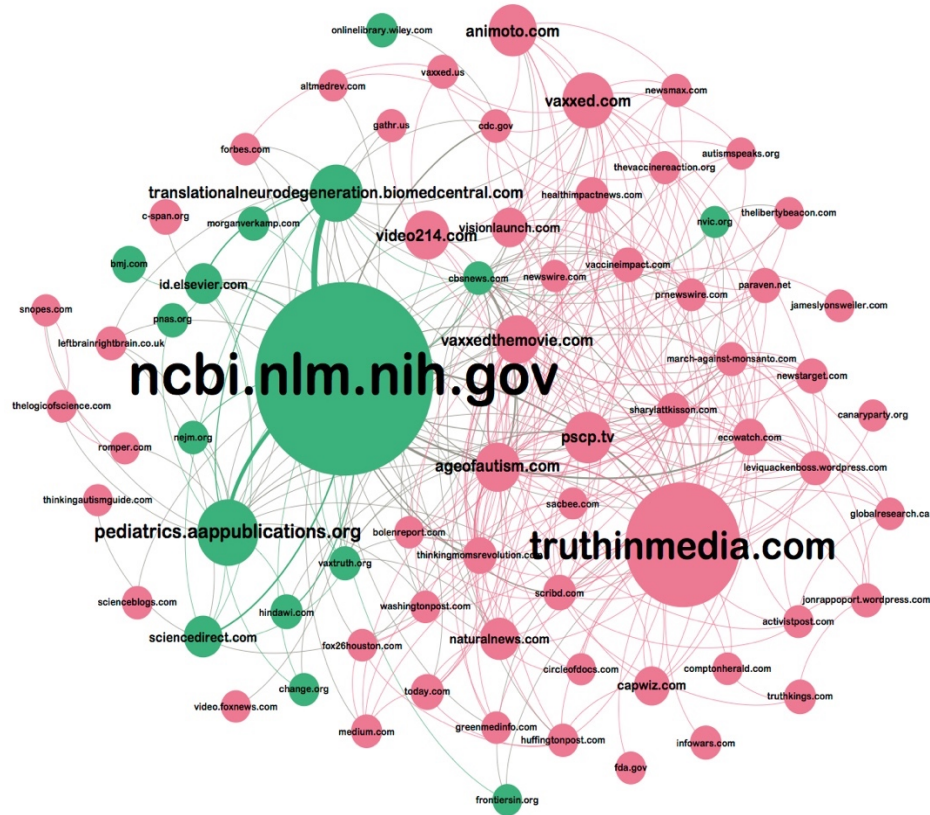 onlinelibrary.wiley.com
animoto.com
vaxxed.us
altmedrev.com
newsmax.com
vaxxed.com
gathr.us
cdc.gov
forbes.com
autismspeaks.org
thevaccinereaction.org
translationalneurodegeneration.biomedcentral.com
healthimpactnews.com
c-span.org
morganverkamp.com
nvic.org
thelibertybeacon.com
visionlaunch.com
video214.com
bmj.com
vaccineimpact.com
cbsnews.com
newswire.com
id.elsevier.com
paraven.net
prnewswire.com
jameslyonsweiler.com
snopes.com
pnas.org
leftbrainrightbrain.co.uk
vaxxedthemovie.com
march-against-monsanto.com
ncbi.nlm.nih.gov
newstarget.com
thelogicofscience.com
sharylattkisson.com
canaryparty.org
nejm.org
pscp.tv
ecowatch.com
romper.com
ageofautism.com
leviquackenboss.wordpress.com
thinkingautismguide.com
sacbee.com
globalresearch.ca
pediatrics.aappublications.org
bolenreport.com
truthinmedia.com
thinkingmomsrevolution.com
vaxtruth.org
scribd.com
jonrappoport.wordpress.com
scienceblogs.com
hindawi.com
washingtonpost.com
activistpost.com
sciencedirect.com
naturalnews.com
fox26houston.com
circleofdocs.com
comptonherald.com
capwiz.com
change.org
today.com
truthkings.com
video.foxnews.com
greenmedinfo.com
medium.com
huffingtonpost.com
infowars.com
fda.gov
frontiersin.org